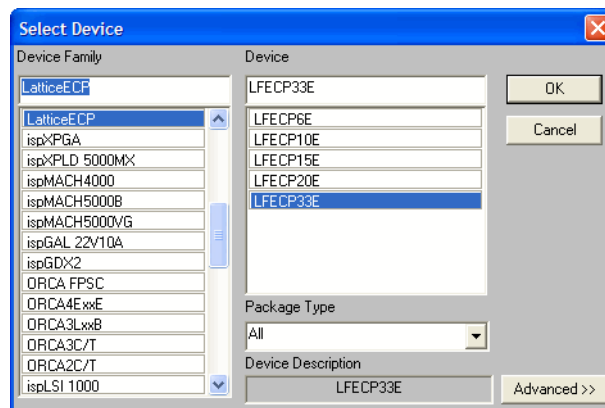 Select Device
Device Family
LatticeECP
LatticeECP
ispXPGA
ispXPLD 5000MX
ispMACH4000
ispMACH5000B
ispMACH5000VG
ispGAL 22V10A
ispGDX2
ORCA FPSC
ORCA4ExxE
ORCA3LxxB
ORCA3C/T
ORCA2C/T
ispLSI 1000
Device
LFECP33E
LFECP6E
LFECP10E
LFECP15E
LFECP20E
LFECP33E
Package Type
All
Device Description
LFECP33E
OK
Cancel
Advanced >>